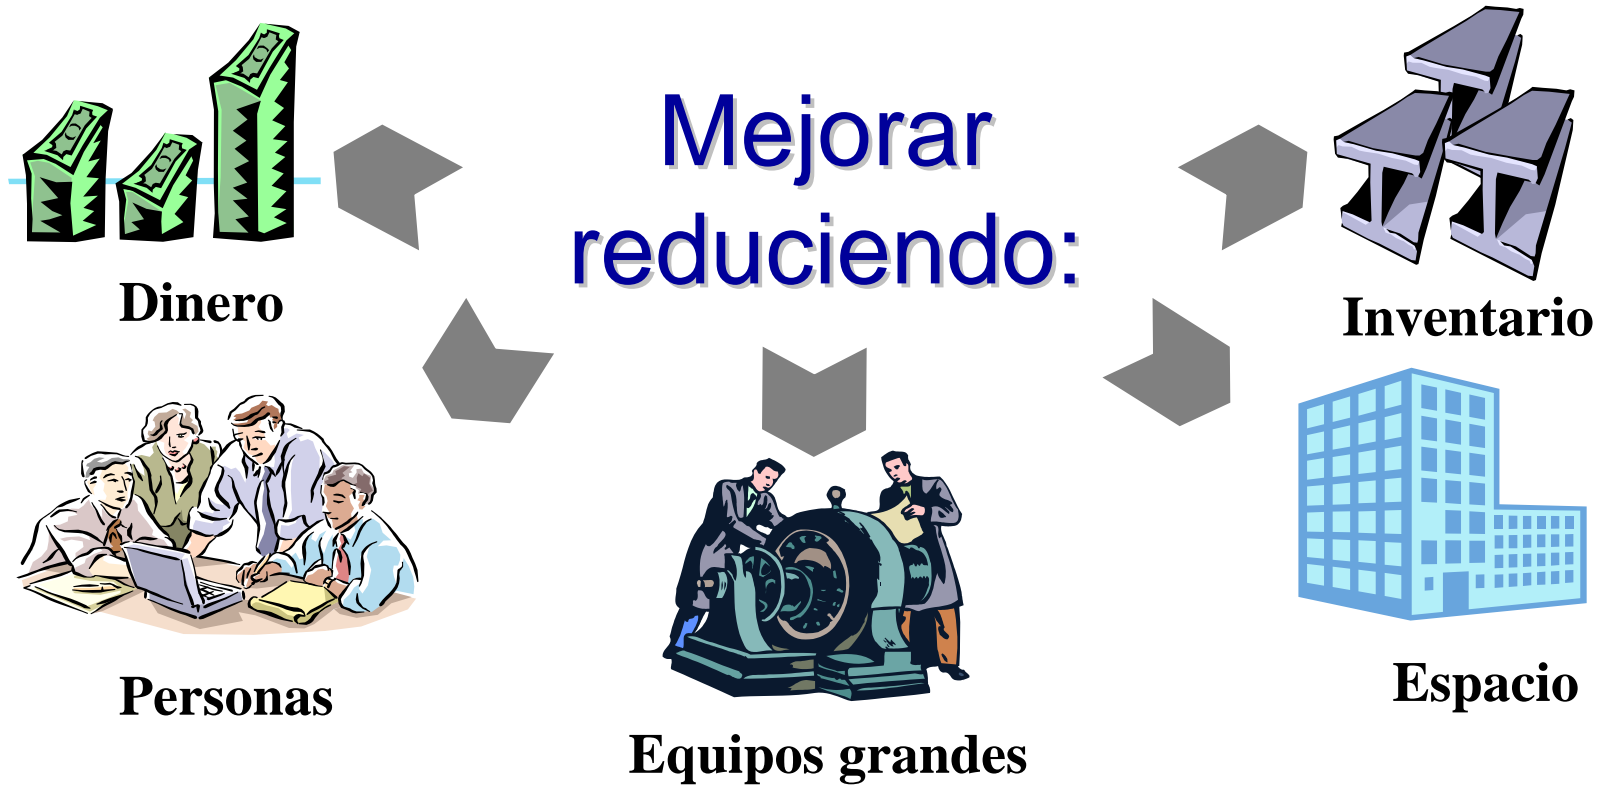 Mejorar
reduciendo:
Dinero
Inventario
Personas
Espacio
Equipos grandes